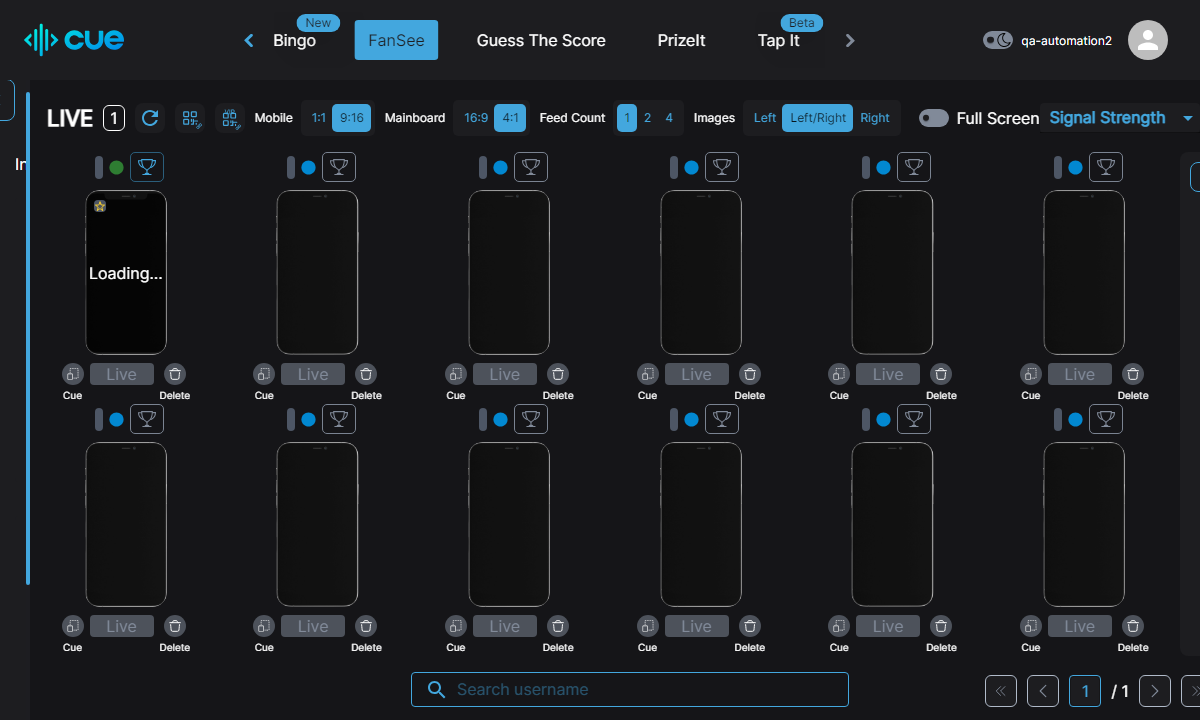 cue
Bingo
New
FanSee
Guess The Score
PrizeIt
Tap It
Beta
qa-automation2
LIVE 1
Mobile 1:1 9:16
Mainboard 16:9 4:1
Feed Count 1 2 4
Images Left Left/Right Right
Full Screen
Signal Strength
In
Loading...
Live Live Live Live Live Live
Cue Delete Cue Delete Cue Delete Cue Delete Cue Delete Cue Delete
Live Live Live Live Live Live
Cue Delete Cue Delete Cue Delete Cue Delete Cue Delete Cue Delete
Search username
1 / 1